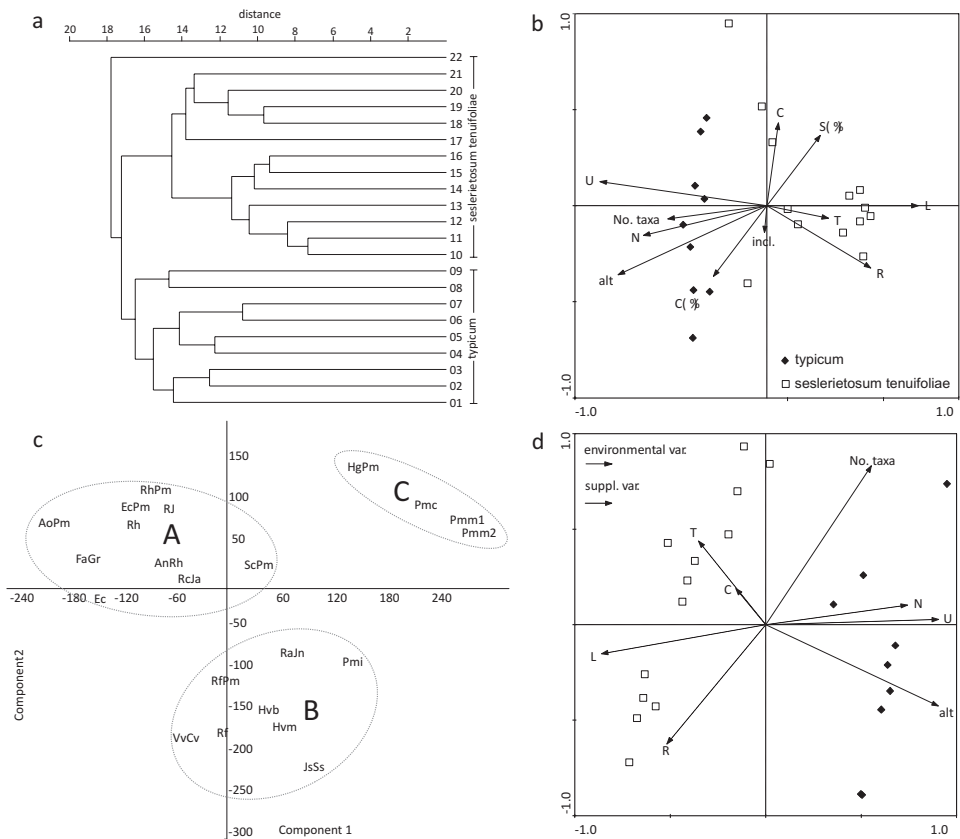 a
distance
20 18 16 14 12 10 8 6 4 2
22
21
20
19
18
17
16
15
14
13
12
11
10
09
08
07
06
05
04
03
02
01
seslerietosum tenuifoliae
typicum
b
1.0
C
S( %
U
L
No. taxa
T
N
incl.
alt
R
C( %
typicum
seslerietosum tenuifoliae
-1.0
-1.0 1.0
c
150
HgPm
C
RhPm
100
EcPm RJ
Pmc
AoPm
Rh
A
Pmm1
50
Pmm2
FaGr
AnRh
ScPm
RcJa
-240 -180 -120 -60 60 120 180 240
Ec
-50
RaJn
Pmi
-100
RfPm
-150
Hvb
B
Hvm
VvCv
Rf
-200
JsSs
-250
-300
Component2
Component 1
d
1.0
environmental var.
No. taxa
suppl. var.
T
C
N
U
L
alt
R
-1.0
-1.0 1.0